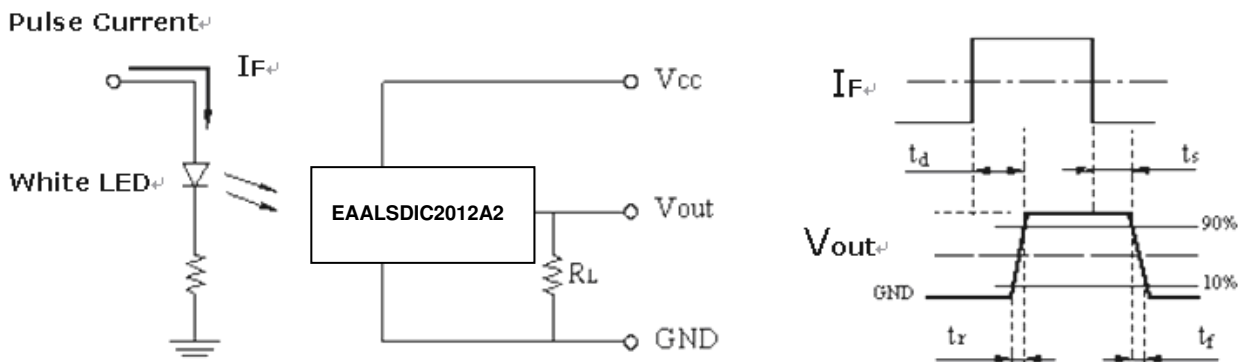 Pulse Current↵
IF↵
White LED↵
EAALSDIC2012A2
Vcc
Vout
RL
GND
IF↵
td
ts
Vout↵
90%
10%
GND
tr
tf